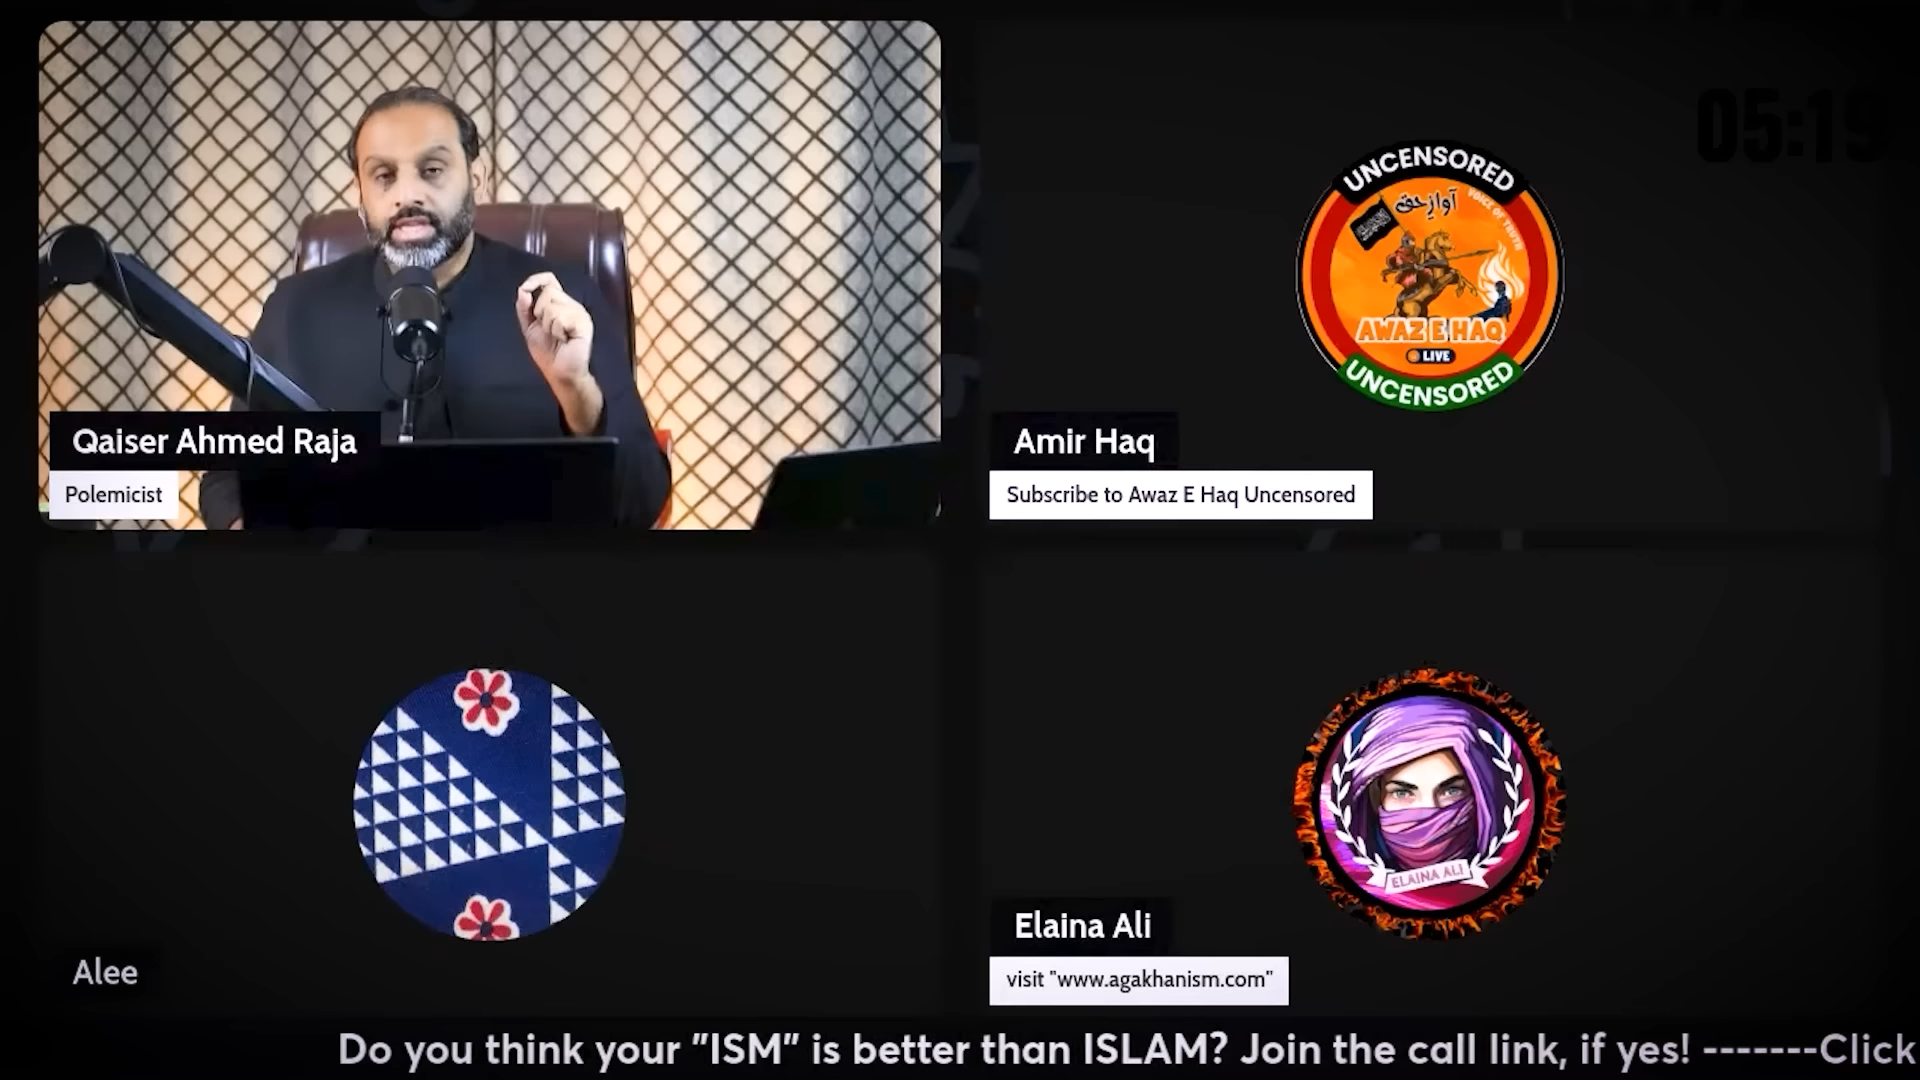 05:19
UNCENSORED
آوازِ حق
VOICE OF TRUTH
AWAZ E HAQ
LIVE
UNCENSORED
Qaiser Ahmed Raja
Polemicist
Amir Haq
Subscribe to Awaz E Haq Uncensored
ELAINA ALI
Alee
Elaina Ali
visit "www.agakhanism.com"
Do you think your "ISM" is better than ISLAM? Join the call link, if yes! -------Click